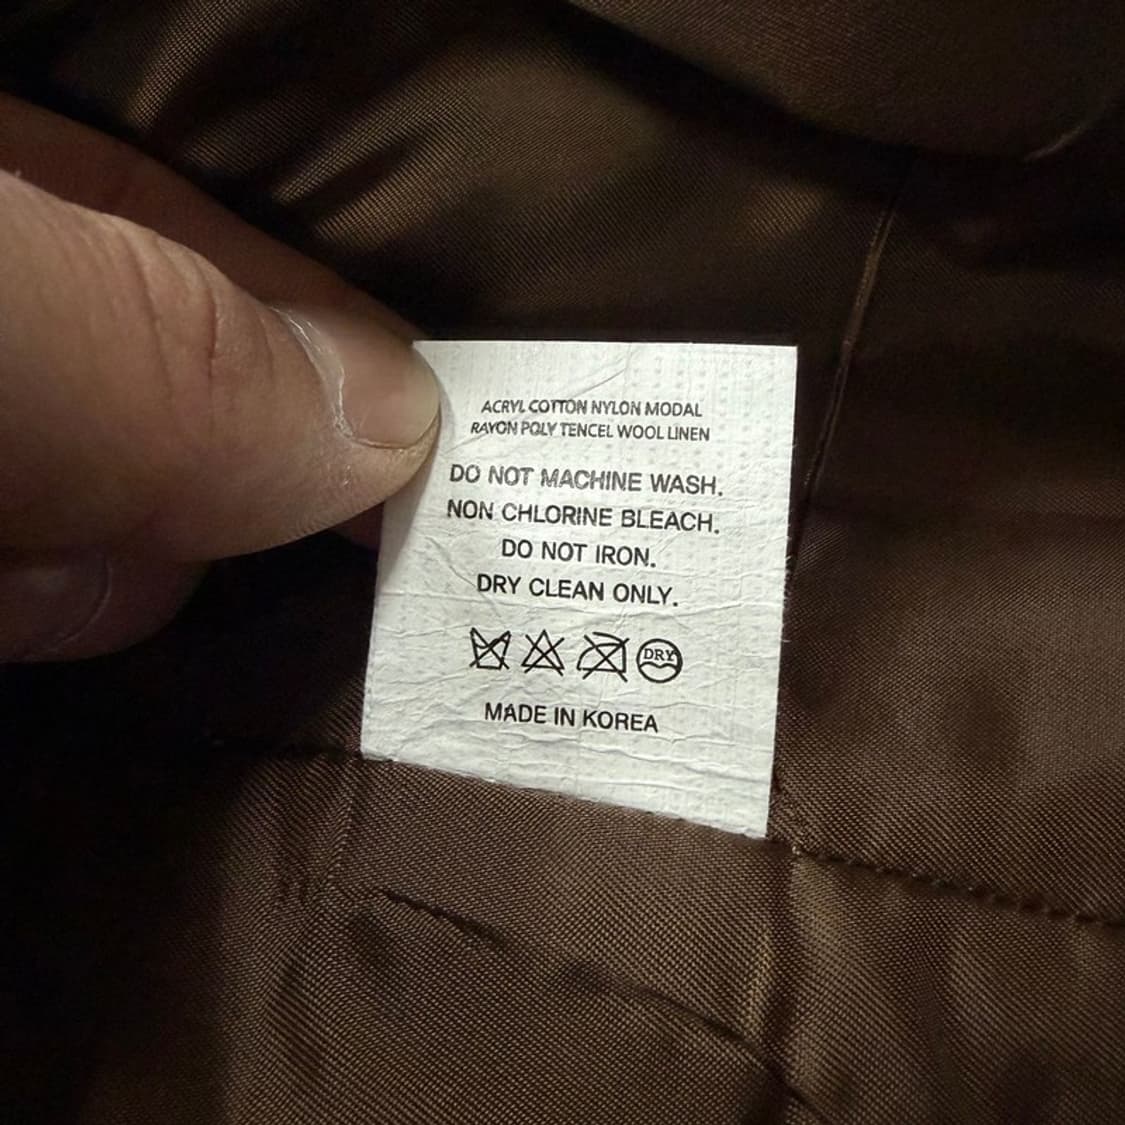 ACRYL COTTON NYLON MODAL
RAYON POLY TENCEL WOOL LINEN
DO NOT MACHINE WASH.
NON CHLORINE BLEACH.
DO NOT IRON.
DRY CLEAN ONLY.
DRY
MADE IN KOREA